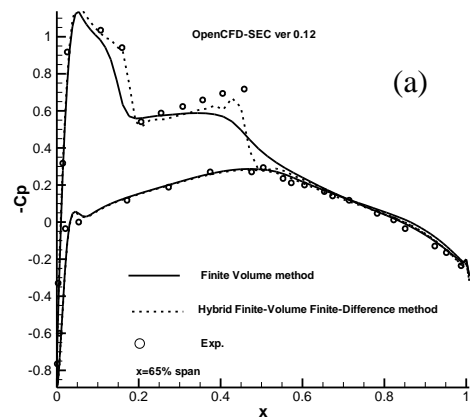 OpenCFD-SEC ver 0.12
(a)
1
0.8
0.6
0.4
0.2
0
-0.2
-0.4
-0.6
-0.8
-Cp
Finite Volume method
Hybrid Finite-Volume Finite-Difference method
Exp.
x=65% span
0 0.2 0.4 0.6 0.8 1
x